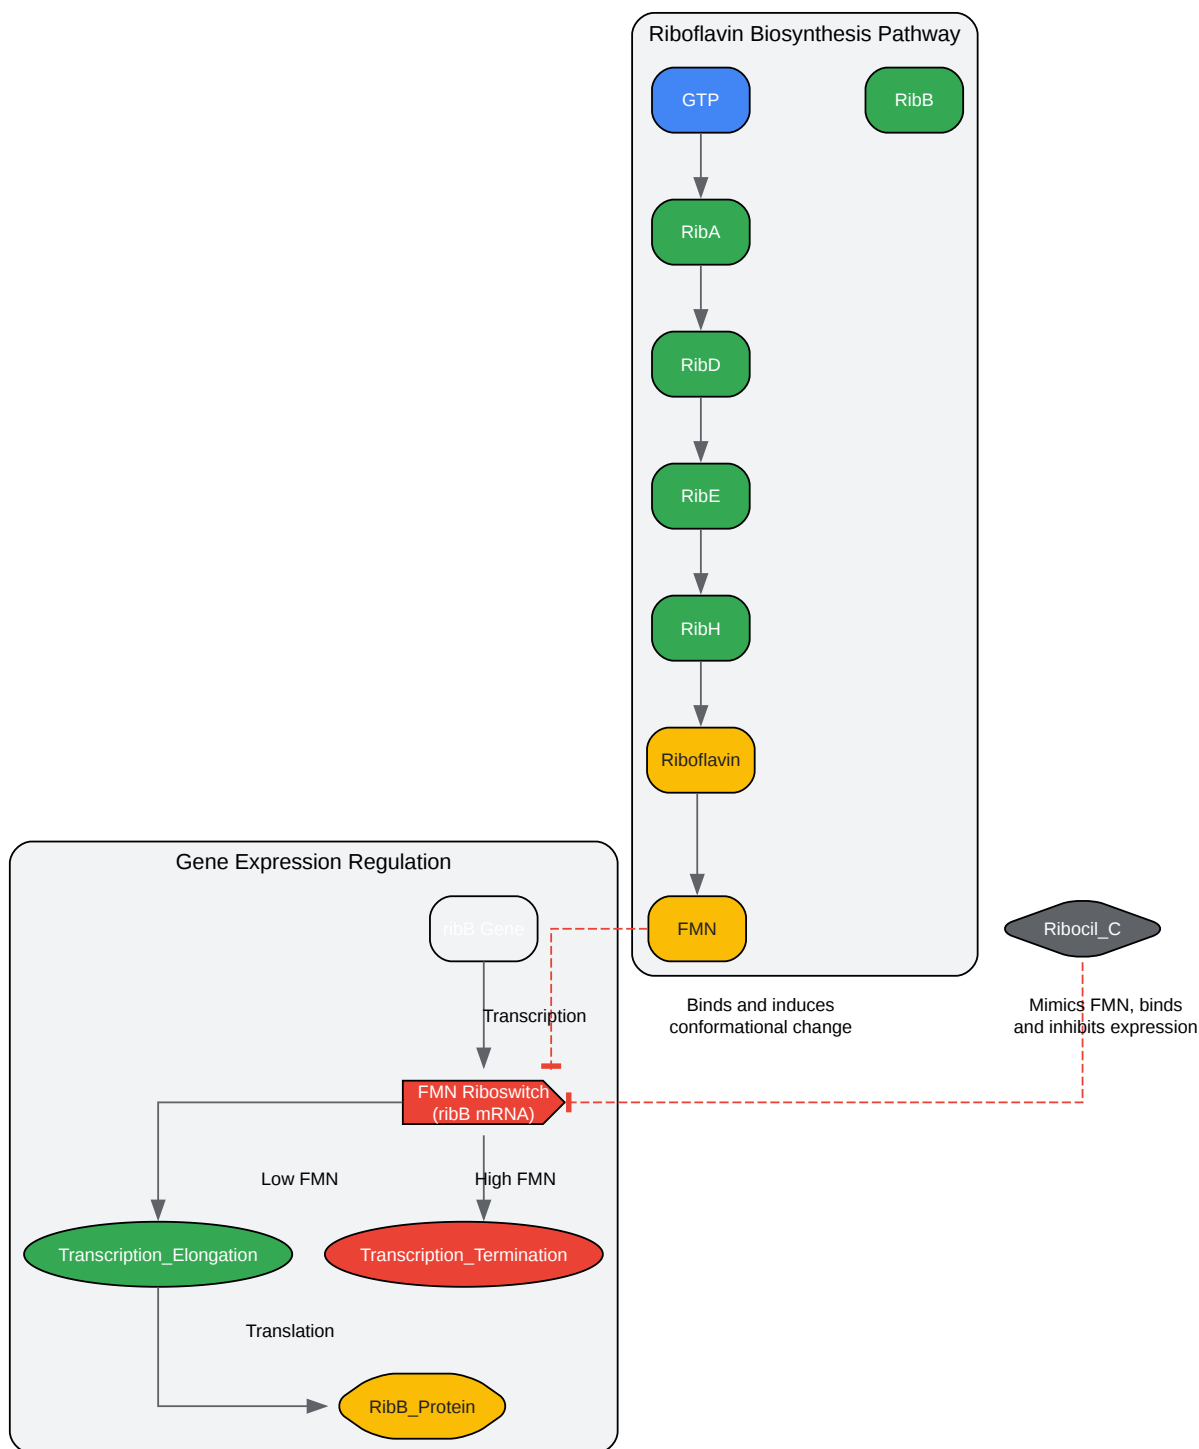 Riboflavin Biosynthesis Pathway
GTP
RibB
RibA
RibD
RibE
RibH
Riboflavin
FMN
Binds and induces
conformational change
Ribocil_C
Mimics FMN, binds
and inhibits expression
Gene Expression Regulation
ribB Gene
Transcription
FMN Riboswitch
(ribB mRNA)
Low FMN
High FMN
Transcription_Elongation
Transcription_Termination
Translation
RibB_Protein